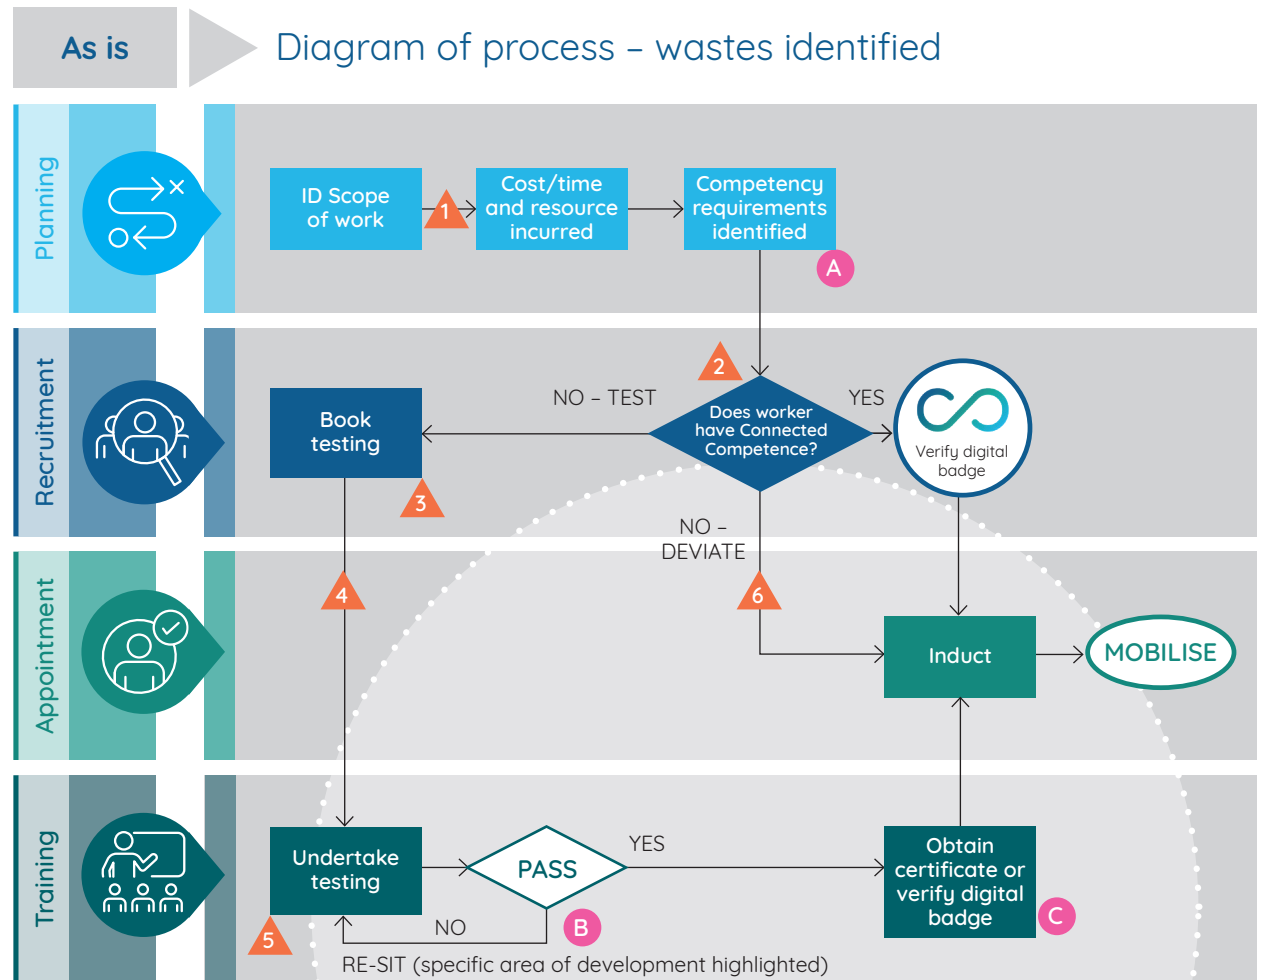 As is
Diagram of process – wastes identified
Planning
ID Scope
of work
1
Cost/time
and resource
incurred
Competency
requirements
identified
A
Recruitment
Book
testing
3
NO – TEST
2
Does worker
have Connected
Competence?
YES
Verify digital
badge
NO –
DEVIATE
Appointment
4
6
Induct
MOBILISE
Training
Undertake
testing
5
PASS
YES
NO
B
RE-SIT (specific area of development highlighted)
Obtain
certificate or
verify digital
badge
C